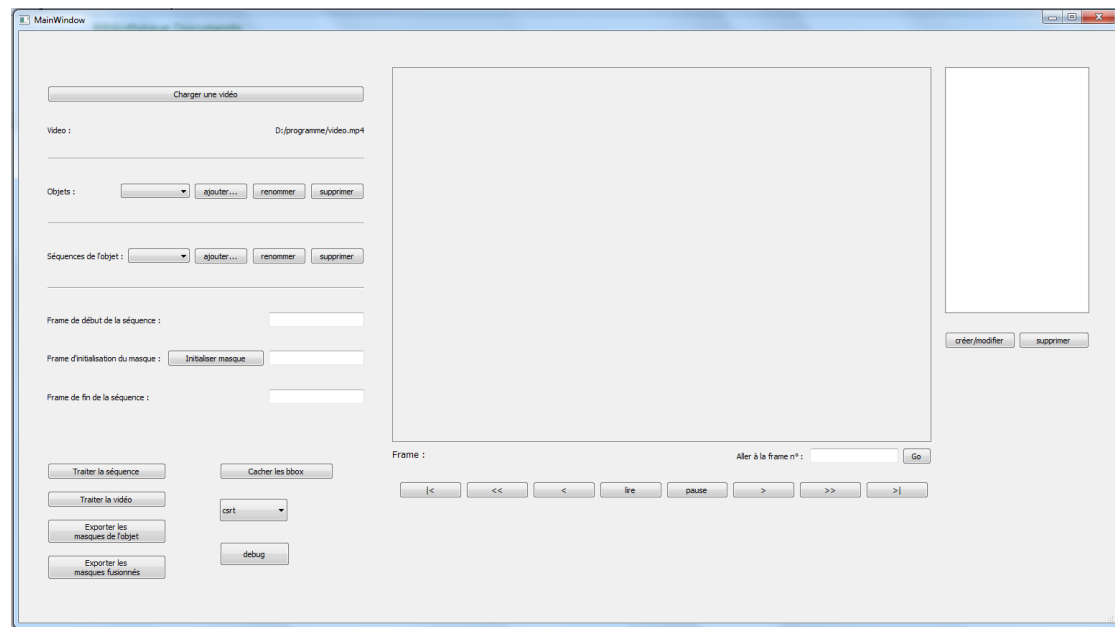 MainWindow
Charger une vidéo
Video : D:/programme/video.mp4
Objets : ajouter... renommer supprimer
Séquences de l'objet : ajouter... renommer supprimer
Frame de début de la séquence :
Frame d'initialisation du masque : Initialiser masque
Frame de fin de la séquence :
Traiter la séquence
Cacher les bbox
Traiter la vidéo
csrt
Exporter les
masques de l'objet
debug
Exporter les
masques fusionnés
Frame :
Aller à la frame n° : Go
|< << < lire pause > >> >|
créer/modifier supprimer